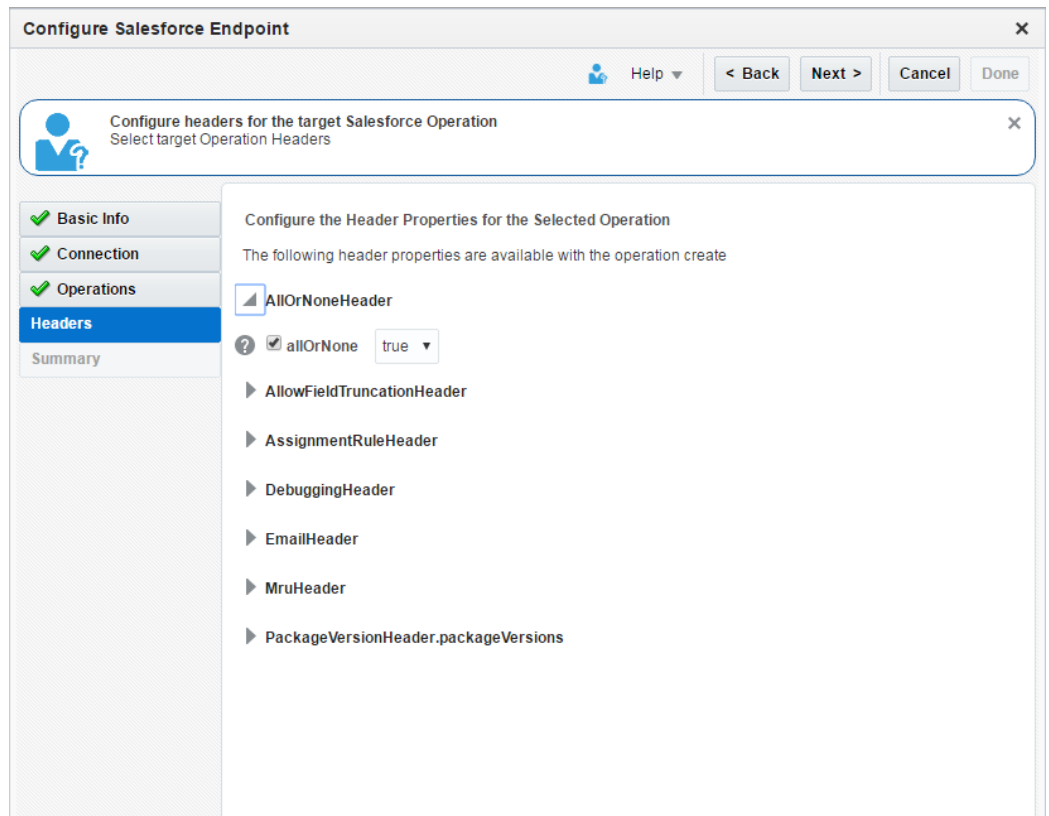 Configure Salesforce Endpoint
Help
< Back
Next >
Cancel
Done
Configure headers for the target Salesforce Operation
Select target Operation Headers
Basic Info
Connection
Operations
Headers
Summary
Configure the Header Properties for the Selected Operation
The following header properties are available with the operation create
AllOrNoneHeader
allOrNone true
AllowFieldTruncationHeader
AssignmentRuleHeader
DebuggingHeader
EmailHeader
MruHeader
PackageVersionHeader.packageVersions